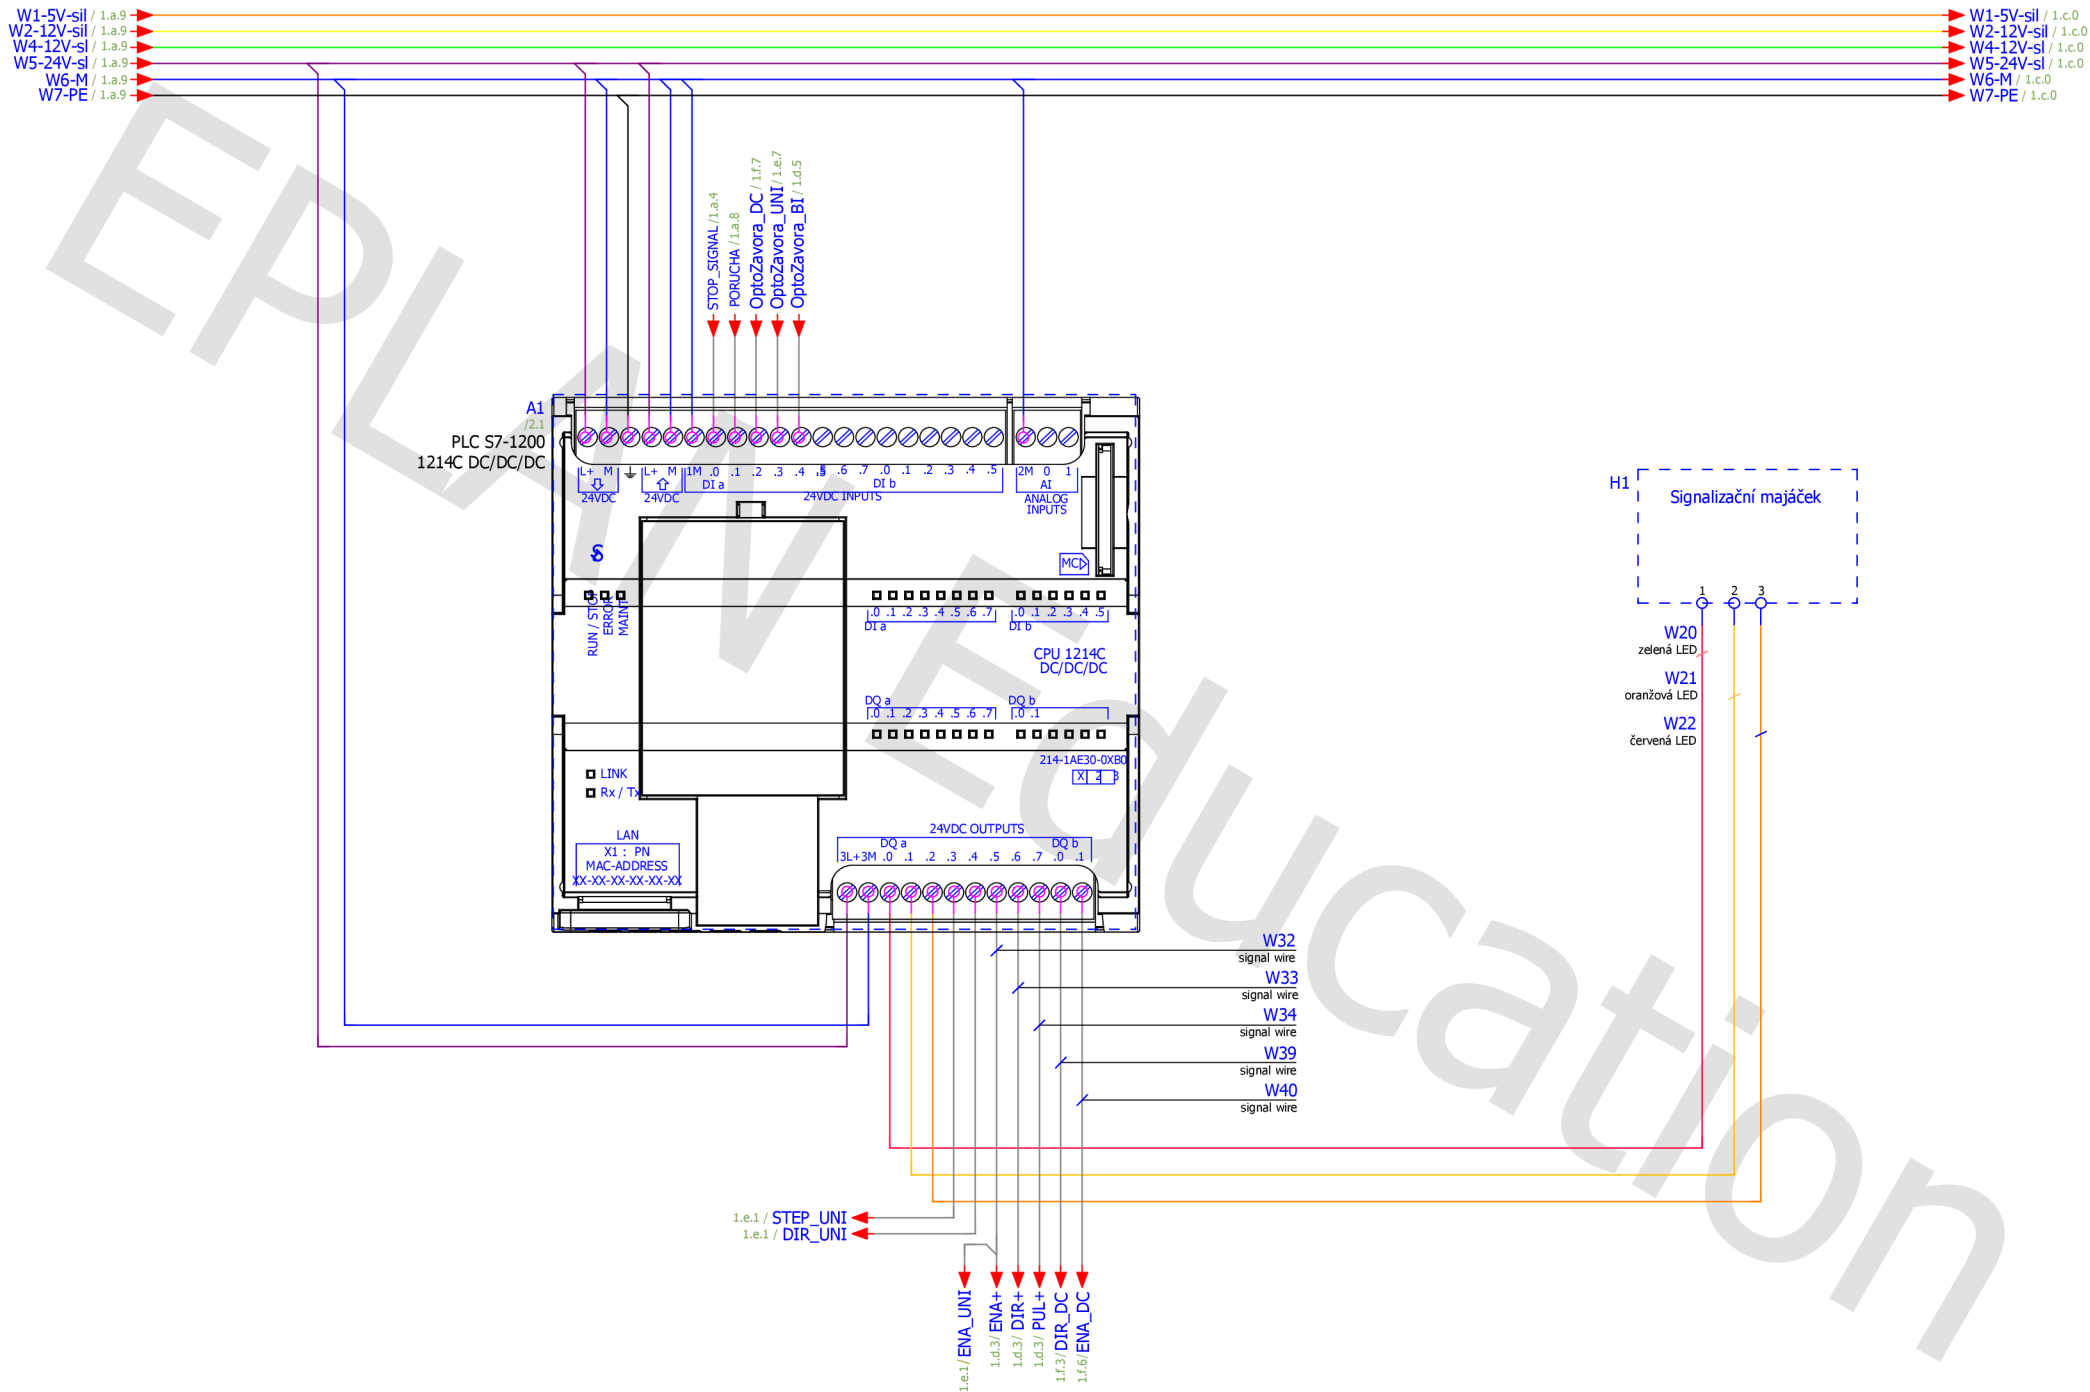 W1-5V-sil / 1.a.9
W2-12V-sil / 1.a.9
W4-12V-sl / 1.a.9
W5-24V-sl / 1.a.9
W6-M / 1.a.9
W7-PE / 1.a.9
W1-5V-sil / 1.c.0
W2-12V-sil / 1.c.0
W4-12V-sl / 1.c.0
W5-24V-sl / 1.c.0
W6-M / 1.c.0
W7-PE / 1.c.0
STOP_SIGNAL /1.a.4
PORUCHA / 1.a.8
OptoZavora_DC / 1.f.7
OptoZavora_UNI / 1.e.7
OptoZavora_BI / 1.d.5
A1
/2.1
PLC S7-1200
1214C DC/DC/DC
L+ M L+ M 1M .0 .1 .2 .3 .4 .5 .6 .7 .0 .1 .2 .3 .4 .5 2M 0 1
DI a DI b AI
24VDC 24VDC 24VDC INPUTS ANALOG
INPUTS
H1
Signalizační majáček
1 2 3
MC
RUN / STOP
ERROR
MAINT
.0 .1 .2 .3 .4 .5 .6 .7 .0 .1 .2 .3 .4 .5
DI a DI b
CPU 1214C
DC/DC/DC
W20
zelená LED
W21
oranžová LED
W22
červená LED
DQ a DQ b
.0 .1 .2 .3 .4 .5 .6 .7 .0 .1
214-1AE30-0XB0
X 2 3
LINK
Rx / Tx
LAN
X1 : PN
MAC-ADDRESS
XX-XX-XX-XX-XX-XX
24VDC OUTPUTS
DQ a DQ b
3L+3M .0 .1 .2 .3 .4 .5 .6 .7 .0 .1
W32
signal wire
W33
signal wire
W34
signal wire
W39
signal wire
W40
signal wire
1.e.1 / STEP_UNI
1.e.1 / DIR_UNI
1.e.1/ ENA_UNI
1.d.3/ ENA+
1.d.3/ DIR+
1.d.3/ PUL+
1.f.3/ DIR_DC
1.f.6/ ENA_DC
EPLAN Education